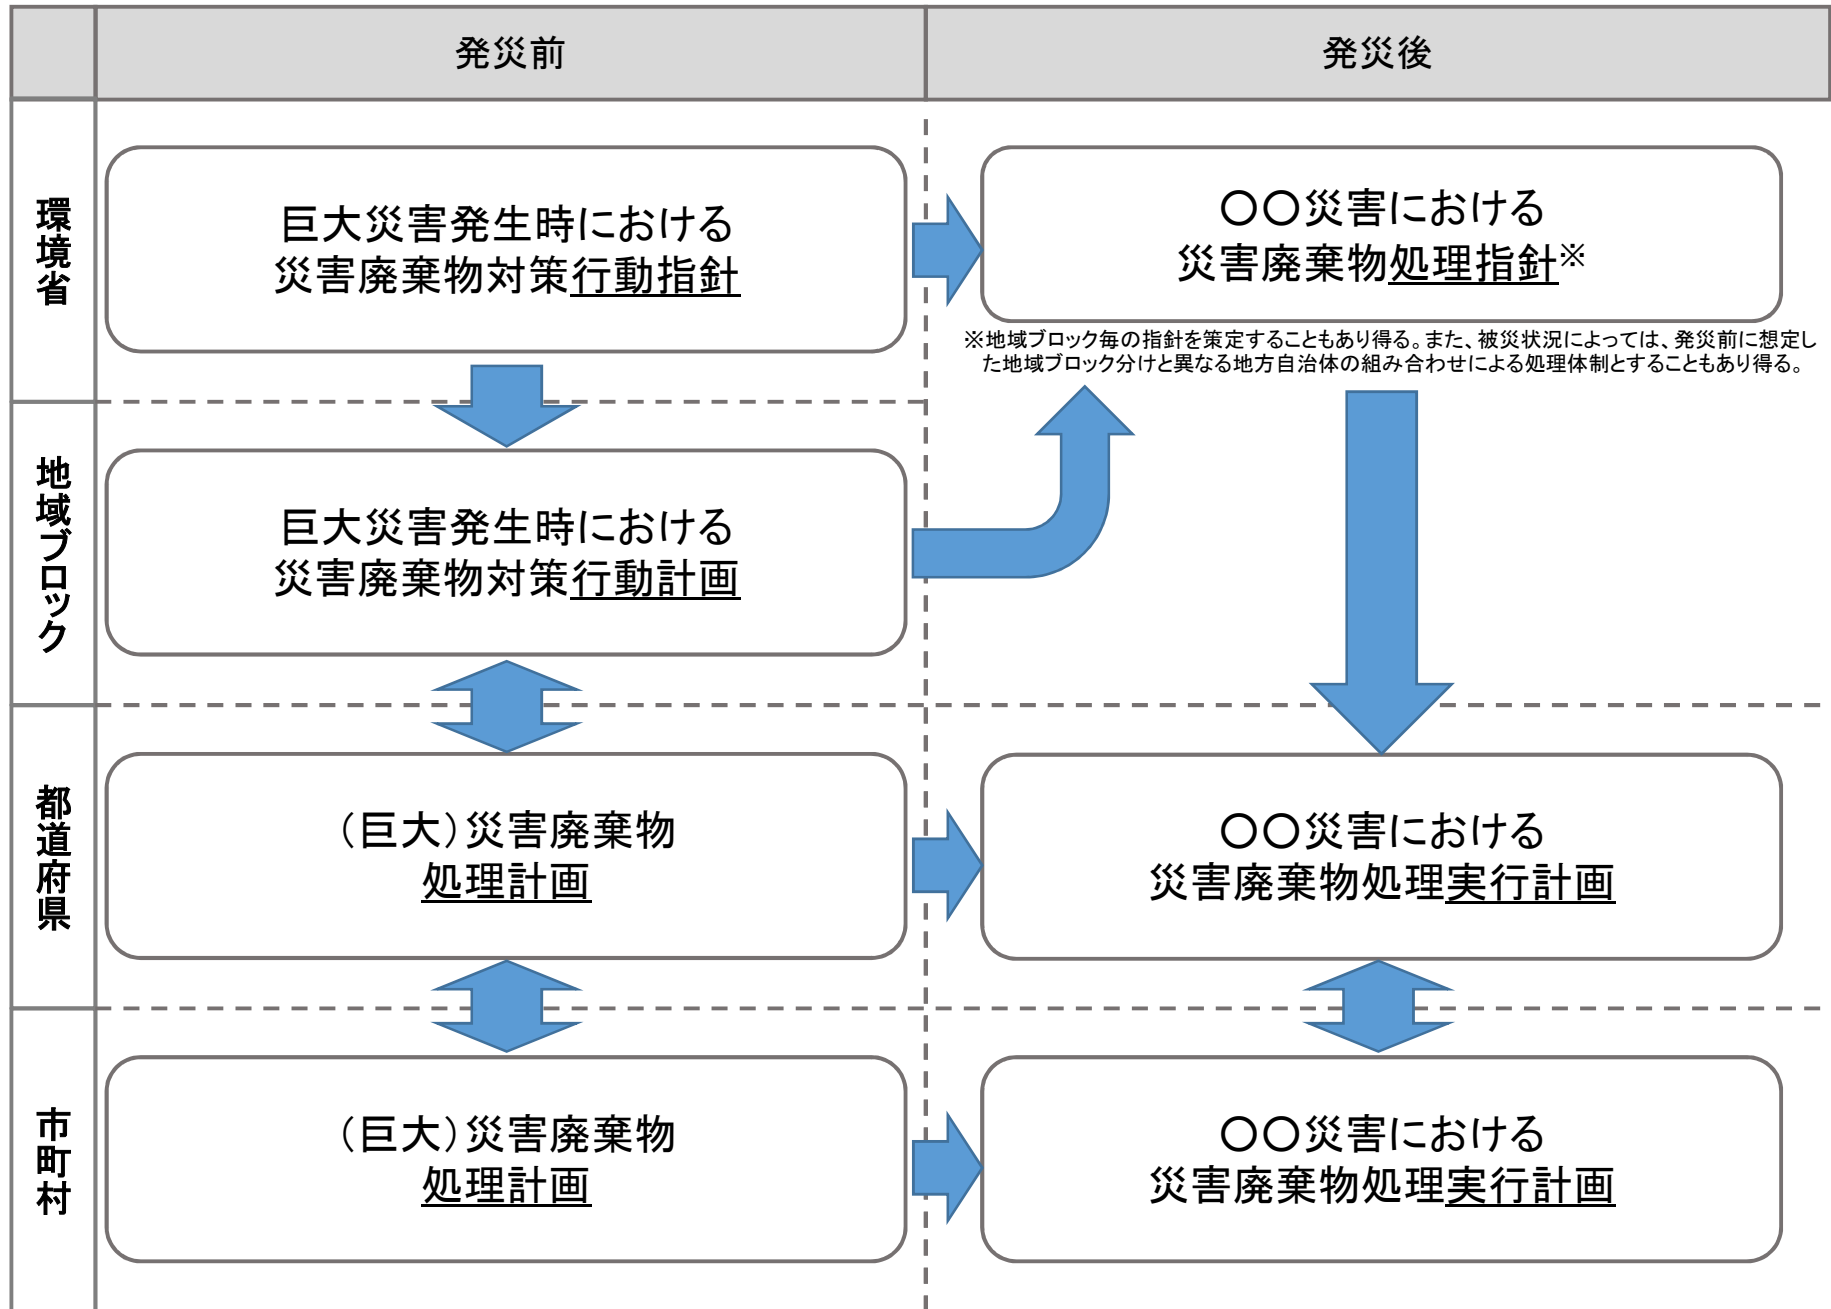 発災前
発災後
環境省
巨大災害発生時における
災害廃棄物対策行動指針
〇〇災害における
災害廃棄物処理指針※
※地域ブロック毎の指針を策定することもあり得る。また、被災状況によっては、発災前に想定し
た地域ブロック分けと異なる地方自治体の組み合わせによる処理体制とすることもあり得る。
地域ブロック
巨大災害発生時における
災害廃棄物対策行動計画
都道府県
（巨大）災害廃棄物
処理計画
〇〇災害における
災害廃棄物処理実行計画
市町村
（巨大）災害廃棄物
処理計画
〇〇災害における
災害廃棄物処理実行計画